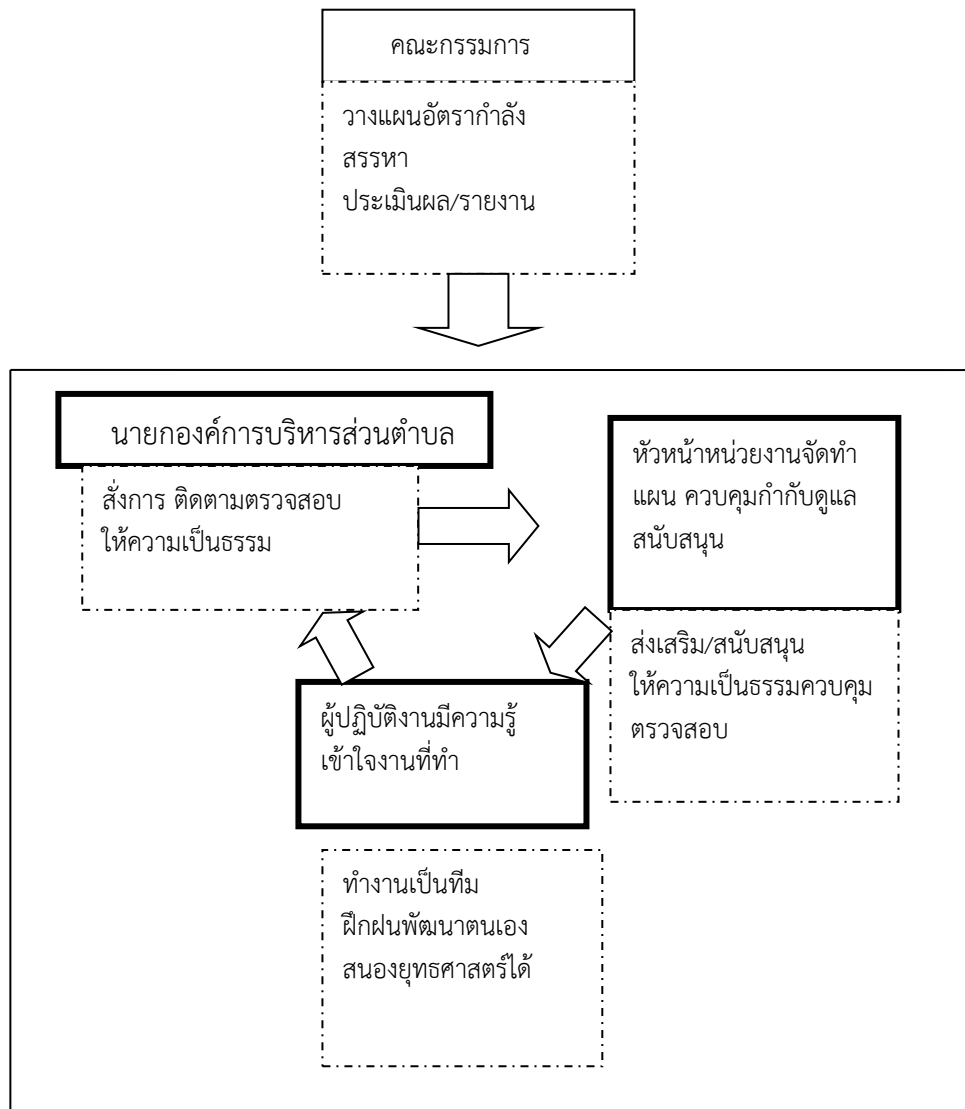 คณะกรรมการ
วางแผนอัตรากำลัง
สรรหา
ประเมินผล/รายงาน
นายกองค์การบริหารส่วนตำบล
สั่งการ ติดตามตรวจสอบ
ให้ความเป็นธรรม
หัวหน้าหน่วยงานจัดทำ
แผน ควบคุมกำกับดูแล
สนับสนุน
ส่งเสริม/สนับสนุน
ให้ความเป็นธรรมควบคุม
ตรวจสอบ
ผู้ปฏิบัติงานมีความรู้
เข้าใจงานที่ทำ
ทำงานเป็นทีม
ฝึกฝนพัฒนาตนเอง
สนองยุทธศาสตร์ได้